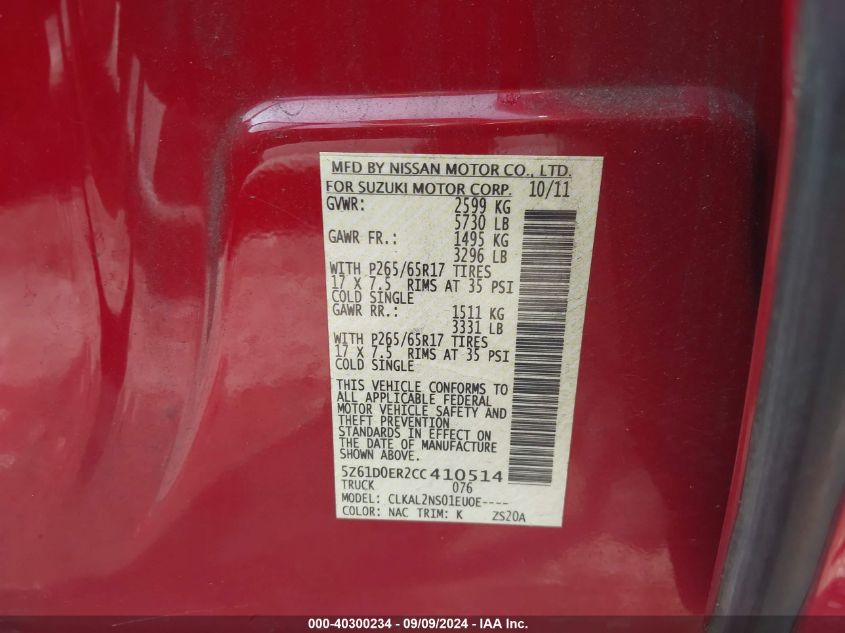 MFD BY NISSAN MOTOR CO., LTD.
FOR SUZUKI MOTOR CORP. 10/11
GVWR: 2599 KG
5730 LB
GAWR FR.: 1495 KG
3296 LB
WITH P265/65R17 TIRES
17 X 7.5 RIMS AT 35 PSI
COLD SINGLE
GAWR RR.: 1511 KG
3331 LB
WITH P265/65R17 TIRES
17 X 7.5 RIMS AT 35 PSI
COLD SINGLE
THIS VEHICLE CONFORMS TO
ALL APPLICABLE FEDERAL
MOTOR VEHICLE SAFETY AND
THEFT PREVENTION
STANDARDS IN EFFECT ON
THE DATE OF MANUFACTURE
SHOWN ABOVE.
5Z61D0ER2CC410514
TRUCK 076
MODEL: CLKAL2NS01EUOE----
COLOR: NAC TRIM: K ZS20A
000-40300234 - 09/09/2024 - IAA Inc.